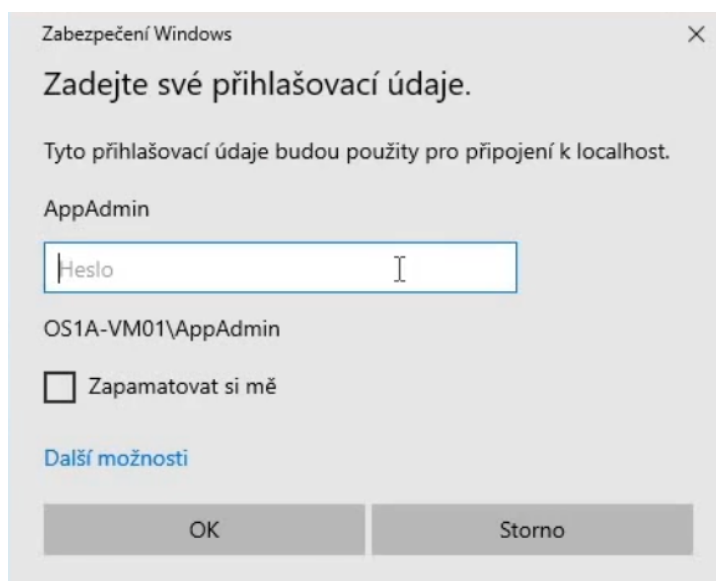 Zabezpečení Windows
Zadejte své přihlašovací údaje.
Tyto přihlašovací údaje budou použity pro připojení k localhost.
AppAdmin
Heslo
OS1A-VM01\AppAdmin
Zapamatovat si mě
Další možnosti
OK Storno